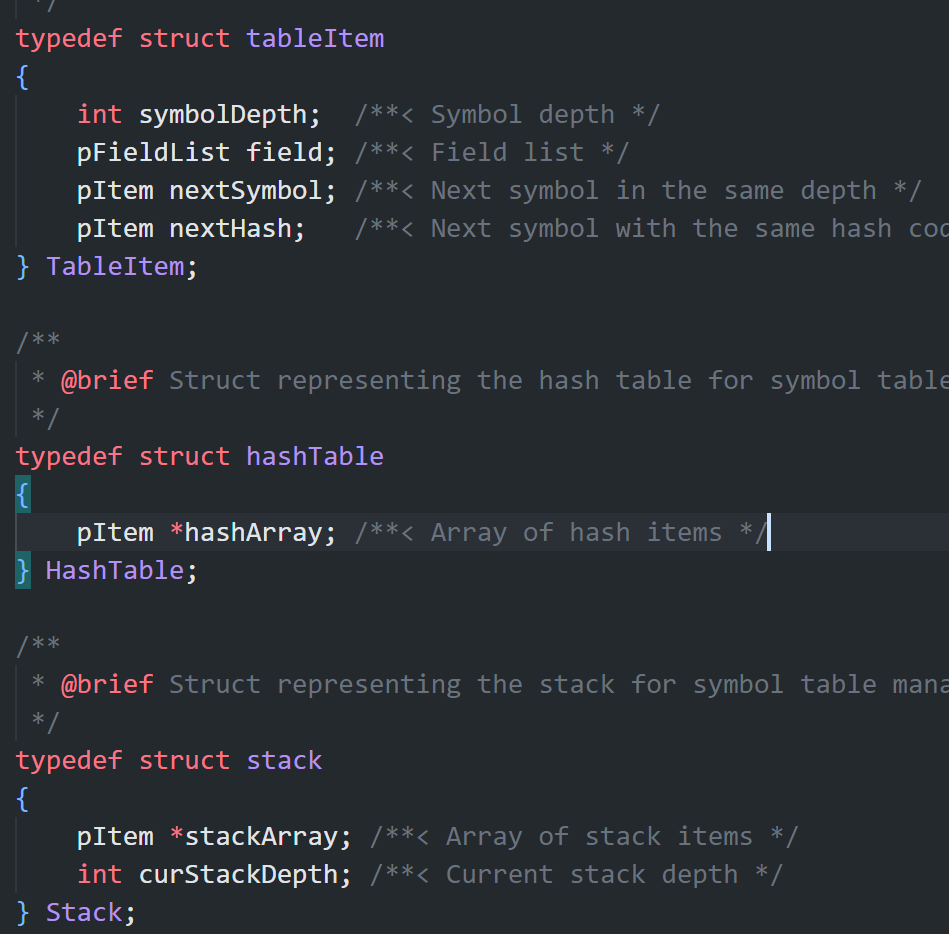 */
typedef struct tableItem
{
    int symbolDepth;  /**< Symbol depth */
    pFieldList field; /**< Field list */
    pItem nextSymbol; /**< Next symbol in the same depth */
    pItem nextHash;   /**< Next symbol with the same hash
} TableItem;

/**
 * @brief Struct representing the hash table for symbol table
 */
typedef struct hashTable
{
    pItem *hashArray; /**< Array of hash items */
} HashTable;

/**
 * @brief Struct representing the stack for symbol table
 */
typedef struct stack
{
    pItem *stackArray; /**< Array of stack items */
    int curStackDepth; /**< Current stack depth */
} Stack;